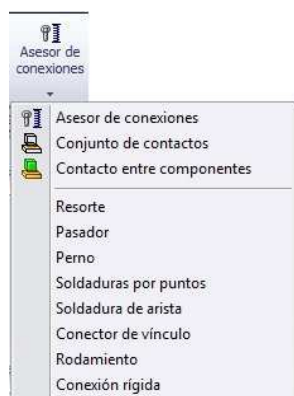 Asesor de
conexiones
Asesor de conexiones
Conjunto de contactos
Contacto entre componentes
Resorte
Pasador
Perno
Soldaduras por puntos
Soldadura de arista
Conector de vínculo
Rodamiento
Conexión rígida